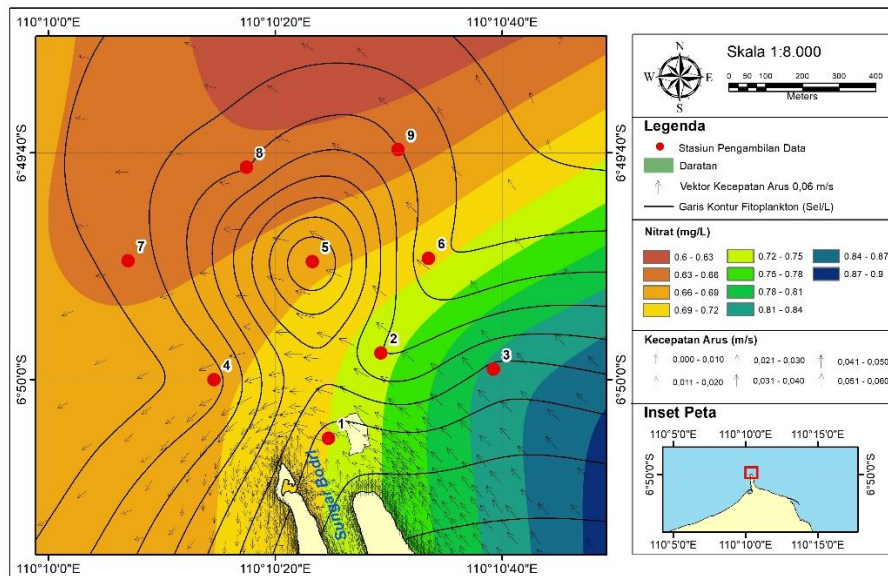 110°10'0"E 110°10'20"E 110°10'40"E
6°49'40"S
6°50'0"S
9
8
7
5
6
2
3
4
1
Sungai Bodri
6°49'40"S
6°50'0"S
110°10'0"E 110°10'20"E 110°10'40"E
N
W E
S
Skala 1:8.000
0 50 100 200 300 400
Meters
Legenda
Stasiun Pengambilan Data
Daratan
Vektor Kecepatan Arus 0,06 m/s
Garis Kontur Fitoplankton (Sel/L)
Nitrat (mg/L)
0.6 - 0.63 0.72 - 0.75 0.84 - 0.87
0.63 - 0.66 0.75 - 0.78 0.87 - 0.9
0.66 - 0.69 0.78 - 0.81
0.69 - 0.72 0.81 - 0.84
Kecepatan Arus (m/s)
0.000 - 0,010 0,021 - 0,030 0,041 - 0,050
0,011 - 0,020 0,031 - 0,040 0,051 - 0,060
Inset Peta
110°5'0"E 110°10'0"E 110°15'0"E
6°50'0"S 6°50'0"S
110°5'0"E 110°10'0"E 110°15'0"E